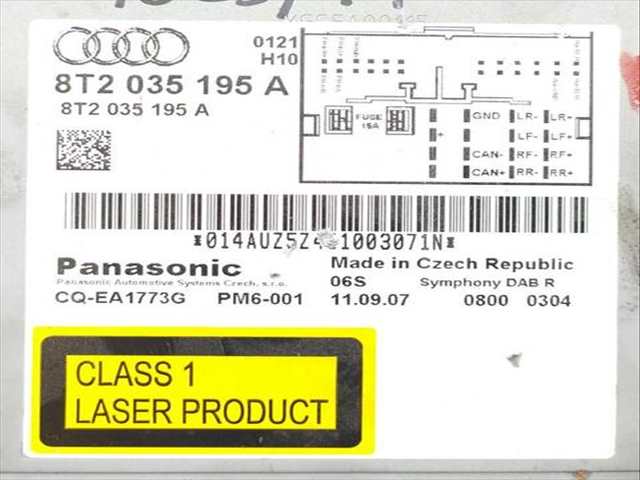 0121
H10
8T2 035 195 A
8T2 035 195 A
FUSE
15A
+
GND LR- LR+
LF- LF+
CAN- RF- RF+
CAN+ RR- RR+
*014AUZ5Z4 1003071N*
Panasonic
Panasonic Automotive Systems Czech, s.r.o.
CQ-EA1773G PM6-001
Made in Czech Republic
06S Symphony DAB R
11.09.07 0800 0304
CLASS 1
LASER PRODUCT